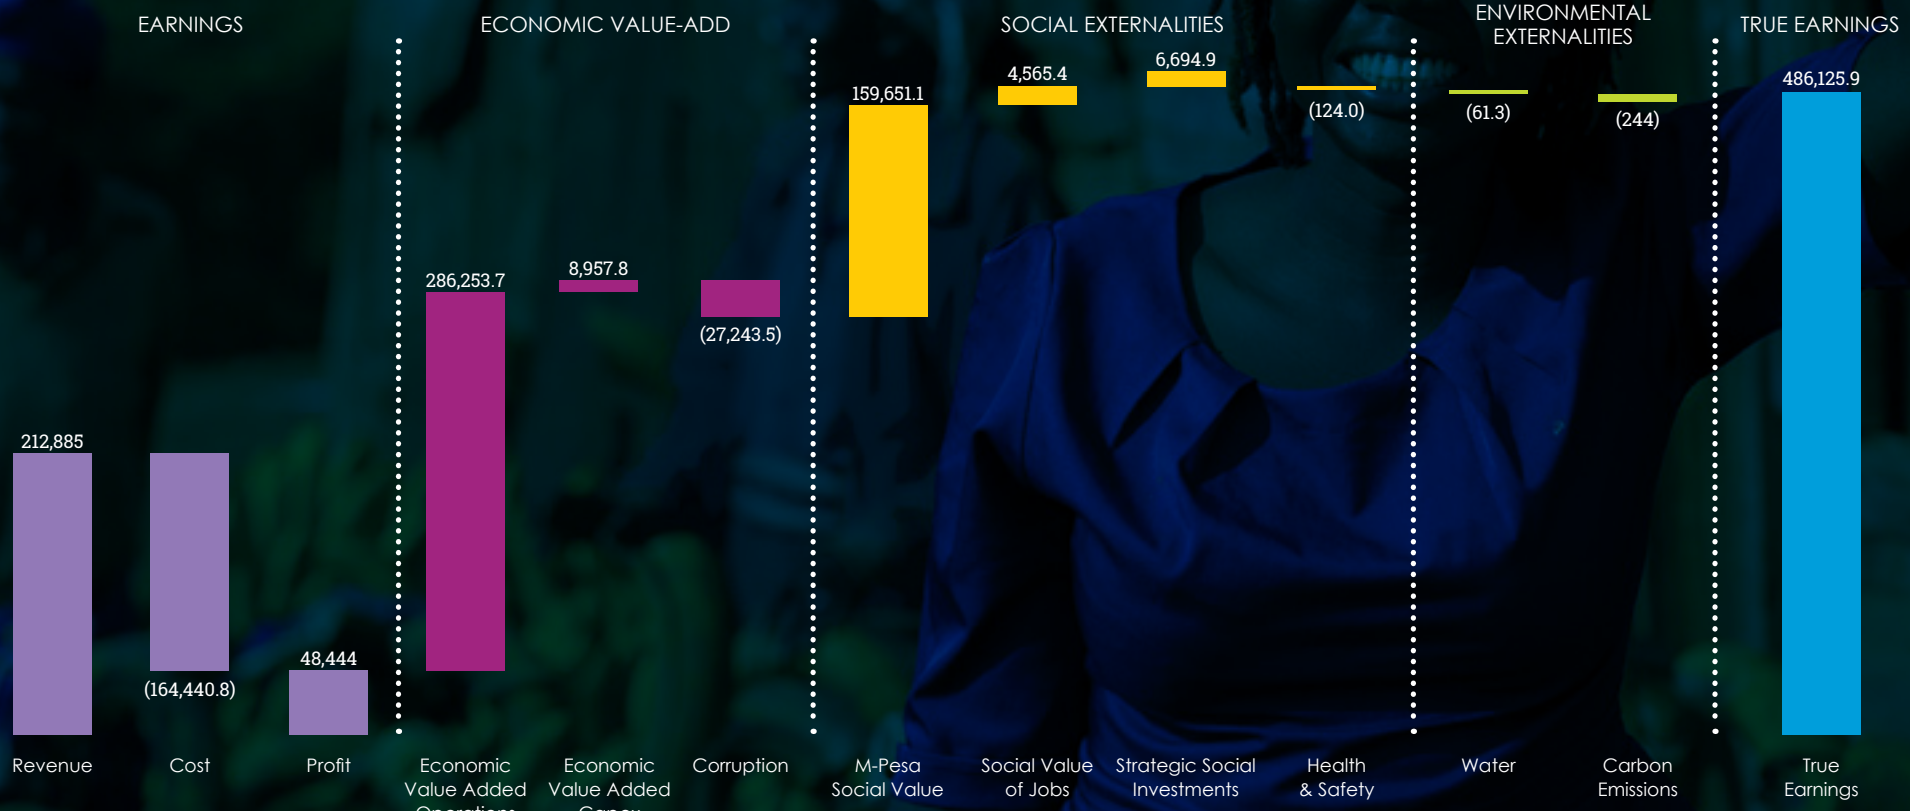 EARNINGS
ECONOMIC VALUE-ADD
SOCIAL EXTERNALITIES
ENVIRONMENTAL
EXTERNALITIES
TRUE EARNINGS
212,885
(164,440.8)
48,444
286,253.7
8,957.8
(27,243.5)
159,651.1
4,565.4
6,694.9
(124.0)
(61.3)
(244)
486,125.9
Revenue
Cost
Profit
Economic
Value Added
Operations
Economic
Value Added
Capex
Corruption
M-Pesa
Social Value
Social Value
of Jobs
Strategic Social
Investments
Health
& Safety
Water
Carbon
Emissions
True
Earnings